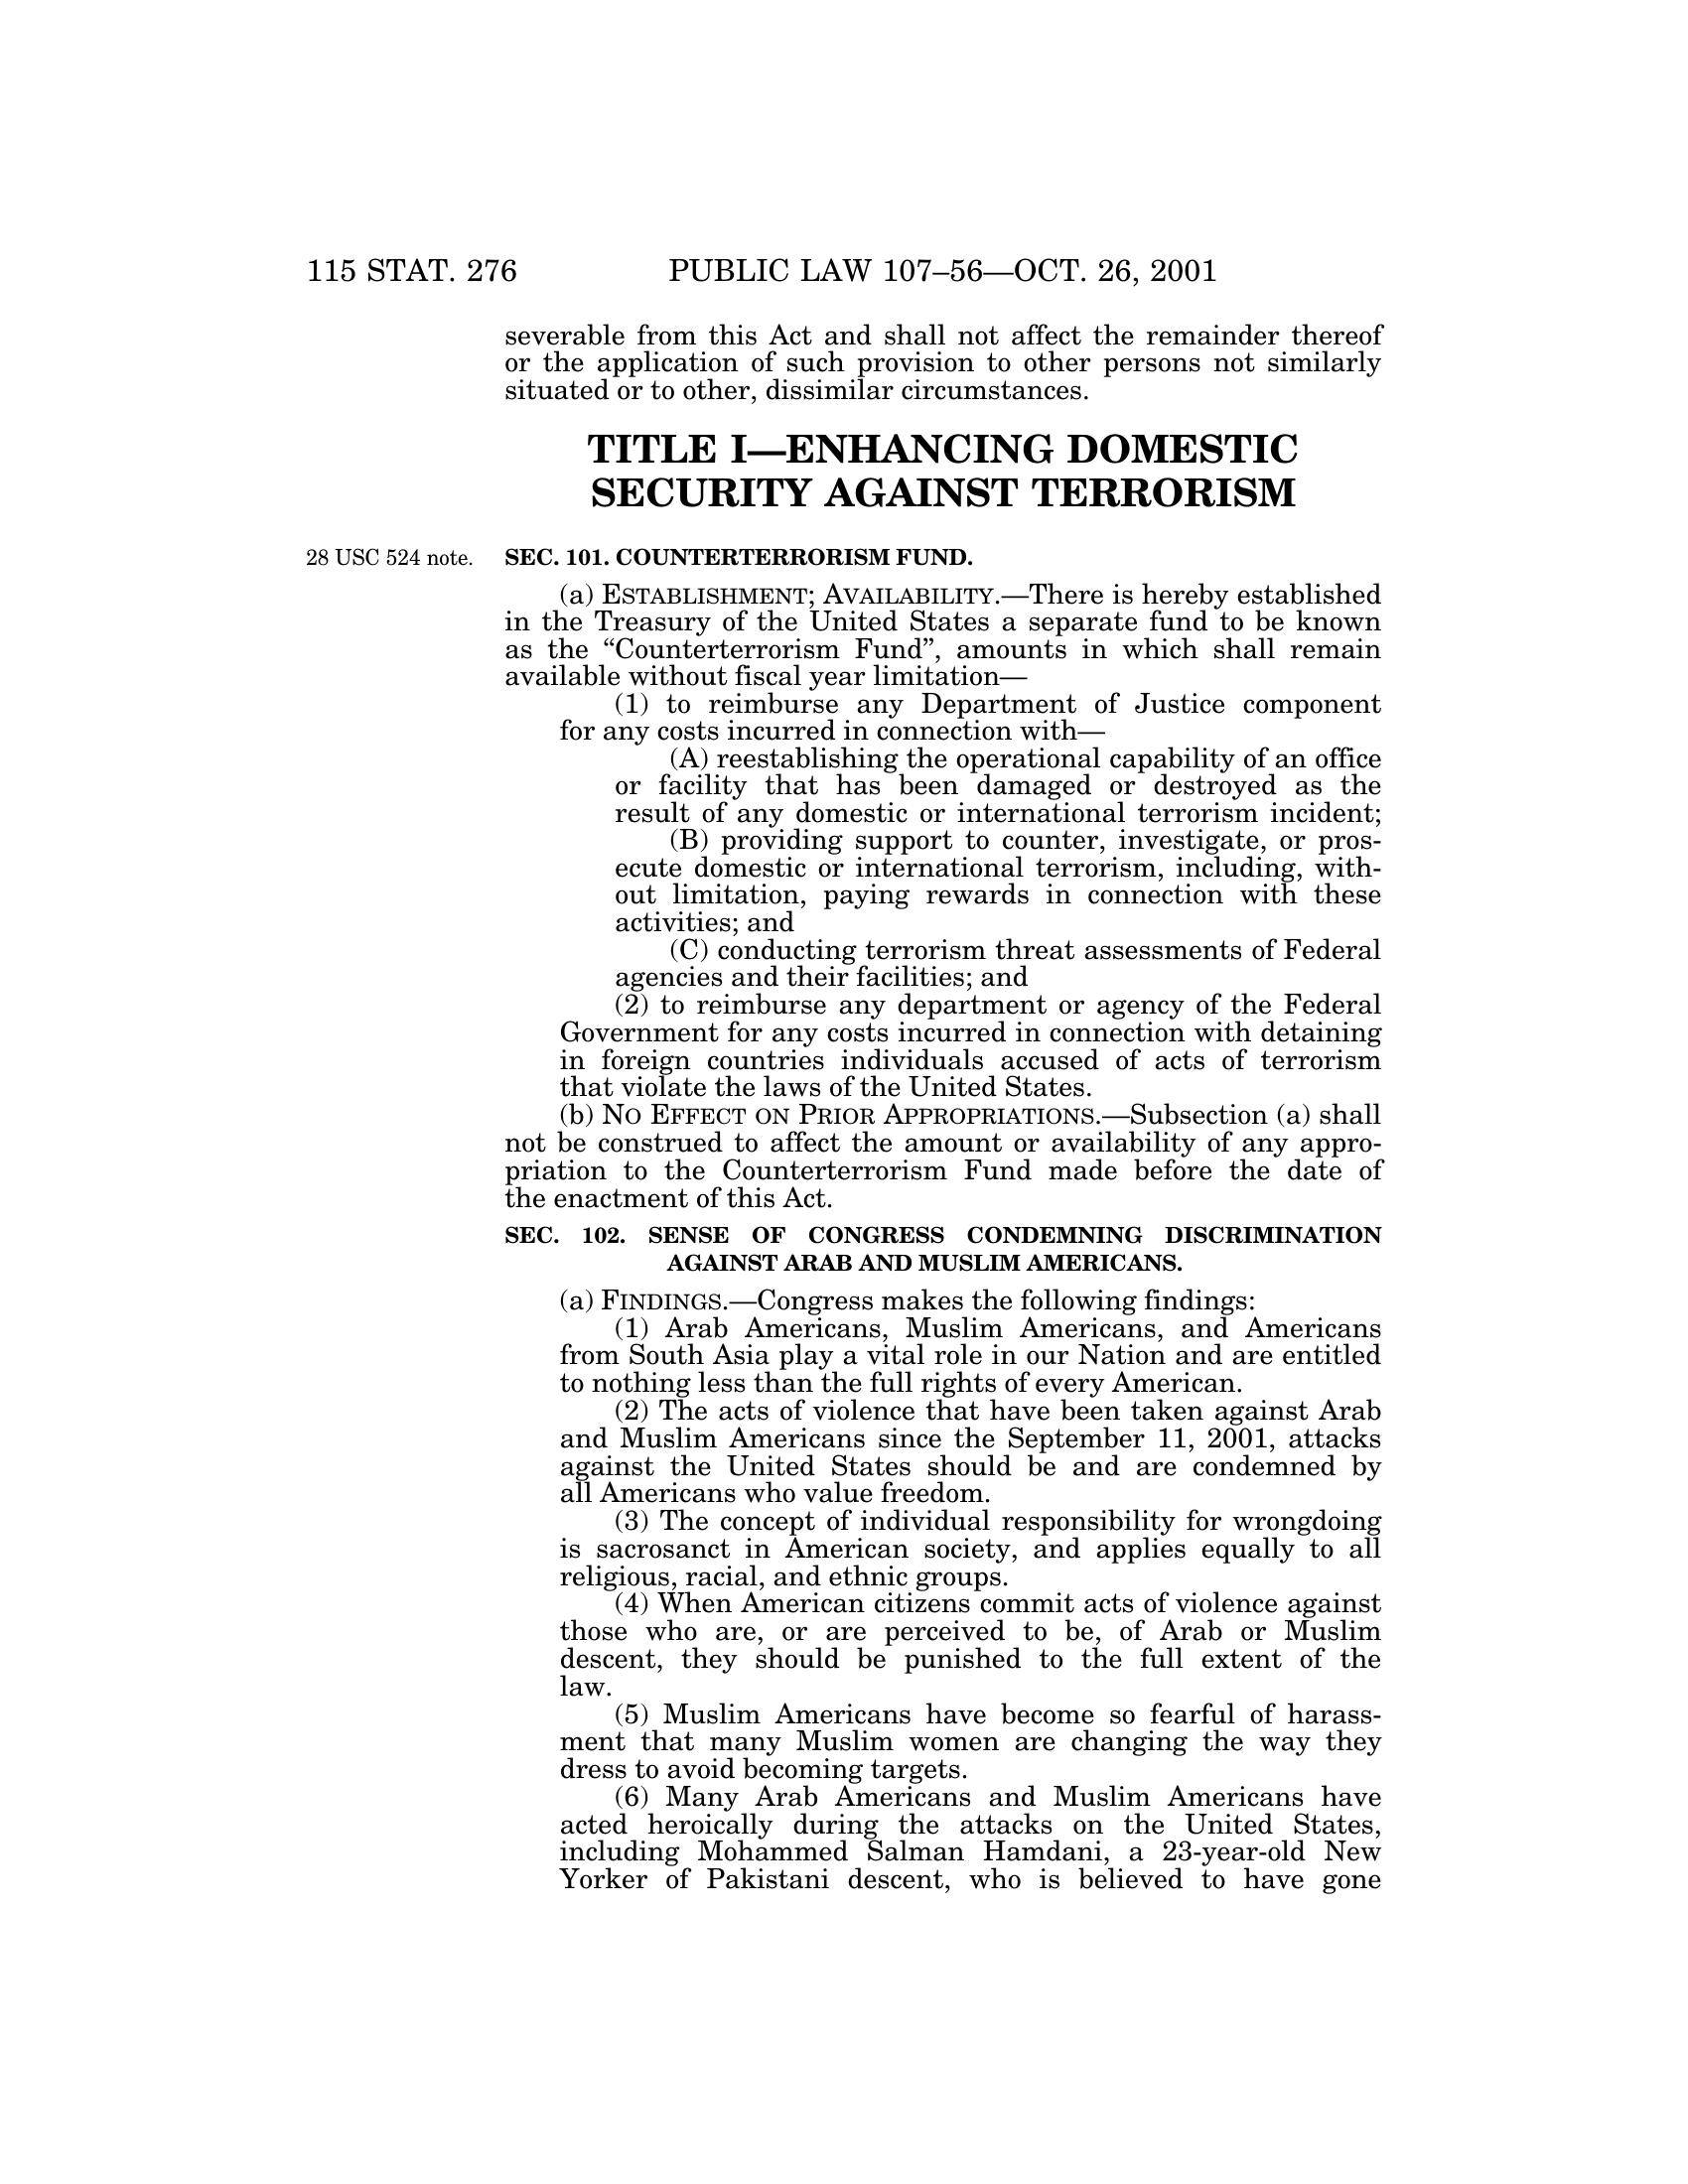 115 STAT. 276 PUBLIC LAW 107–56—OCT. 26, 2001
severable from this Act and shall not affect the remainder thereof
or the application of such provision to other persons not similarly
situated or to other, dissimilar circumstances.
TITLE I—ENHANCING DOMESTIC
SECURITY AGAINST TERRORISM
28 USC 524 note. SEC. 101. COUNTERTERRORISM FUND.
(a) ESTABLISHMENT; AVAILABILITY.—There is hereby established
in the Treasury of the United States a separate fund to be known
as the “Counterterrorism Fund”, amounts in which shall remain
available without fiscal year limitation—
(1) to reimburse any Department of Justice component
for any costs incurred in connection with—
(A) reestablishing the operational capability of an office
or facility that has been damaged or destroyed as the
result of any domestic or international terrorism incident;
(B) providing support to counter, investigate, or pros-
ecute domestic or international terrorism, including, with-
out limitation, paying rewards in connection with these
activities; and
(C) conducting terrorism threat assessments of Federal
agencies and their facilities; and
(2) to reimburse any department or agency of the Federal
Government for any costs incurred in connection with detaining
in foreign countries individuals accused of acts of terrorism
that violate the laws of the United States.
(b) NO EFFECT ON PRIOR APPROPRIATIONS.—Subsection (a) shall
not be construed to affect the amount or availability of any appro-
priation to the Counterterrorism Fund made before the date of
the enactment of this Act.
SEC. 102. SENSE OF CONGRESS CONDEMNING DISCRIMINATION
AGAINST ARAB AND MUSLIM AMERICANS.
(a) FINDINGS.—Congress makes the following findings:
(1) Arab Americans, Muslim Americans, and Americans
from South Asia play a vital role in our Nation and are entitled
to nothing less than the full rights of every American.
(2) The acts of violence that have been taken against Arab
and Muslim Americans since the September 11, 2001, attacks
against the United States should be and are condemned by
all Americans who value freedom.
(3) The concept of individual responsibility for wrongdoing
is sacrosanct in American society, and applies equally to all
religious, racial, and ethnic groups.
(4) When American citizens commit acts of violence against
those who are, or are perceived to be, of Arab or Muslim
descent, they should be punished to the full extent of the
law.
(5) Muslim Americans have become so fearful of harass-
ment that many Muslim women are changing the way they
dress to avoid becoming targets.
(6) Many Arab Americans and Muslim Americans have
acted heroically during the attacks on the United States,
including Mohammed Salman Hamdani, a 23-year-old New
Yorker of Pakistani descent, who is believed to have gone